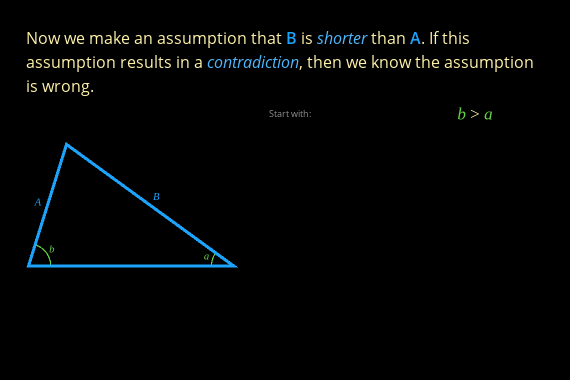 Now we make an assumption that B is shorter than A. If this
assumption results in a contradiction, then we know the assumption
is wrong.
Start with:
b > a
A
B
b
a